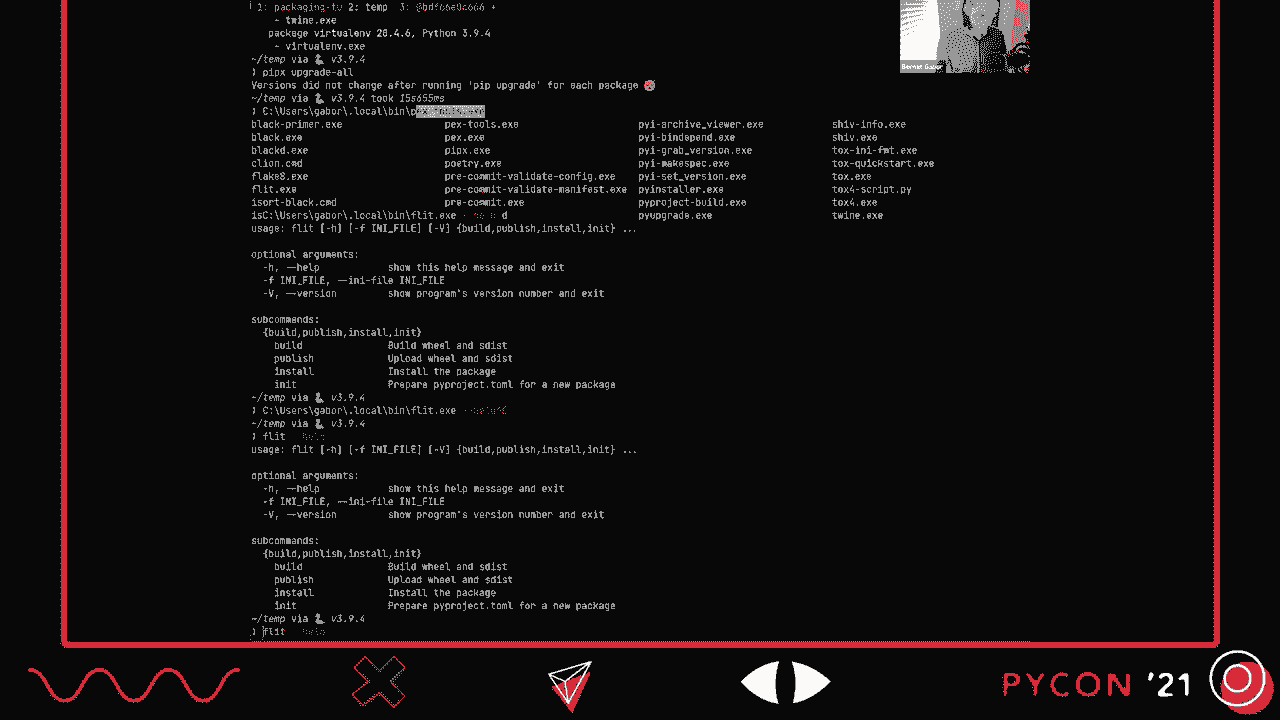 1: packaging-tu 2: temp 3: @bdfc6e0c666 +
~ twine.exe
package virtualenv 20.4.6, Python 3.9.4
~ virtualenv.exe
~/temp via v3.9.4
) pipx upgrade-all
Versions did not change after running 'pip upgrade' for each package
~/temp via v3.9.4 took 15s655ms
) C:\Users\gabor\.local\bin\
black-primer.exe pex-tools.exe pyi-archive_viewer.exe shiv-info.exe
black.exe pex.exe pyi-bindepend.exe shiv.exe
blackd.exe pipx.exe pyi-grab_version.exe tox-ini-fmt.exe
clion.cmd poetry.exe pyi-makespec.exe tox-quickstart.exe
flake8.exe pre-commit-validate-config.exe pyi-set_version.exe tox.exe
flit.exe pre-commit-validate-manifest.exe pyinstaller.exe tox4-script.py
isort-black.cmd pre-commit.exe pyproject-build.exe tox4.exe
isC:\Users\gabor\.local\bin\flit.exe d pyupgrade.exe twine.exe
usage: flit [-h] [-f INI_FILE] [-V] {build,publish,install,init} ...
optional arguments:
-h, --help show this help message and exit
-f INI_FILE, --ini-file INI_FILE
-V, --version show program's version number and exit
subcommands:
{build,publish,install,init}
build Build wheel and sdist
publish Upload wheel and sdist
install Install the package
init Prepare pyproject.toml for a new package
~/temp via v3.9.4
) C:\Users\gabor\.local\bin\flit.exe
~/temp via v3.9.4
) flit help
usage: flit [-h] [-f INI_FILE] [-V] {build,publish,install,init} ...
optional arguments:
-h, --help show this help message and exit
-f INI_FILE, --ini-file INI_FILE
-V, --version show program's version number and exit
subcommands:
{build,publish,install,init}
build Build wheel and sdist
publish Upload wheel and sdist
install Install the package
init Prepare pyproject.toml for a new package
~/temp via v3.9.4
) flit help
Bernat Gabor
PYCON '21